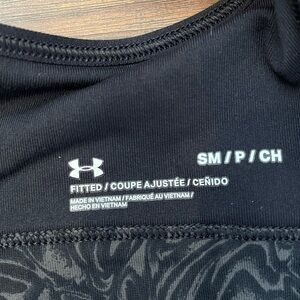 SM / P / CH
FITTED / COUPE AJUSTÉE / CEÑIDO
MADE IN VIETNAM / FABRIQUÉ AU VIETNAM /
HECHO EN VIETNAM